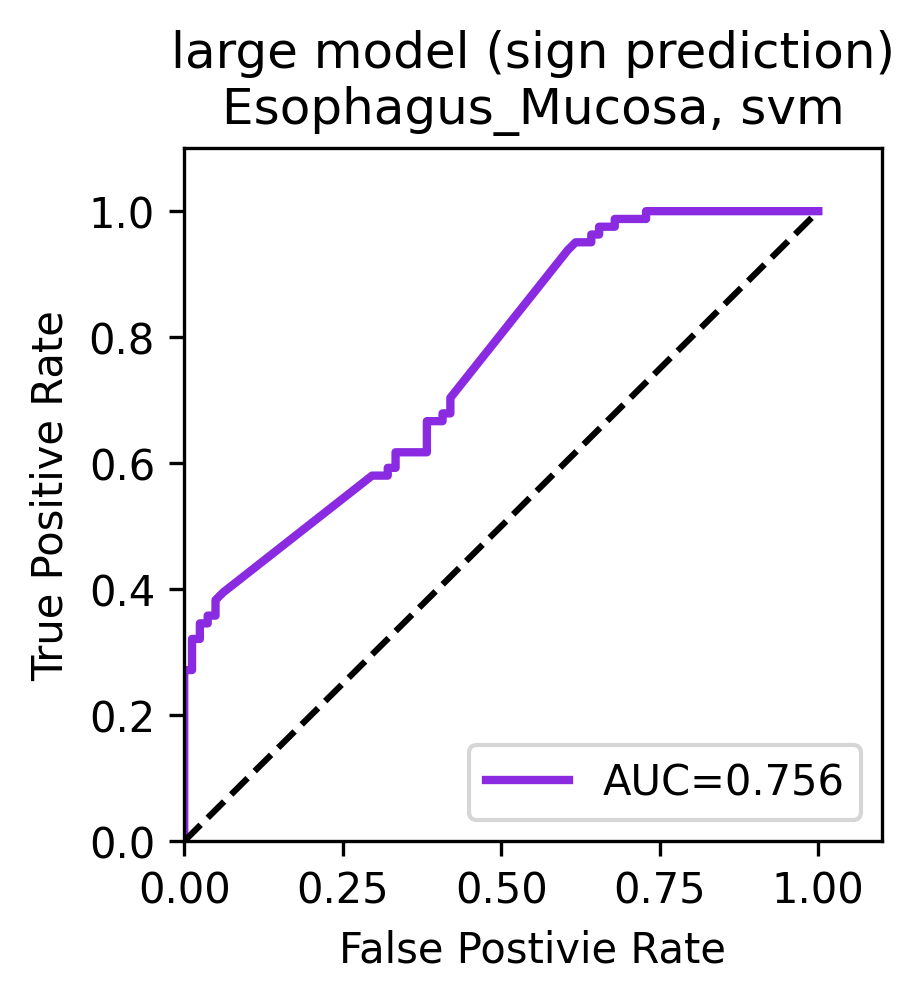 large model (sign prediction)
Esophagus_Mucosa, svm
1.0
0.8
0.6
0.4
0.2
0.0
True Positive Rate
AUC=0.756
0.00 0.25 0.50 0.75 1.00
False Postivie Rate